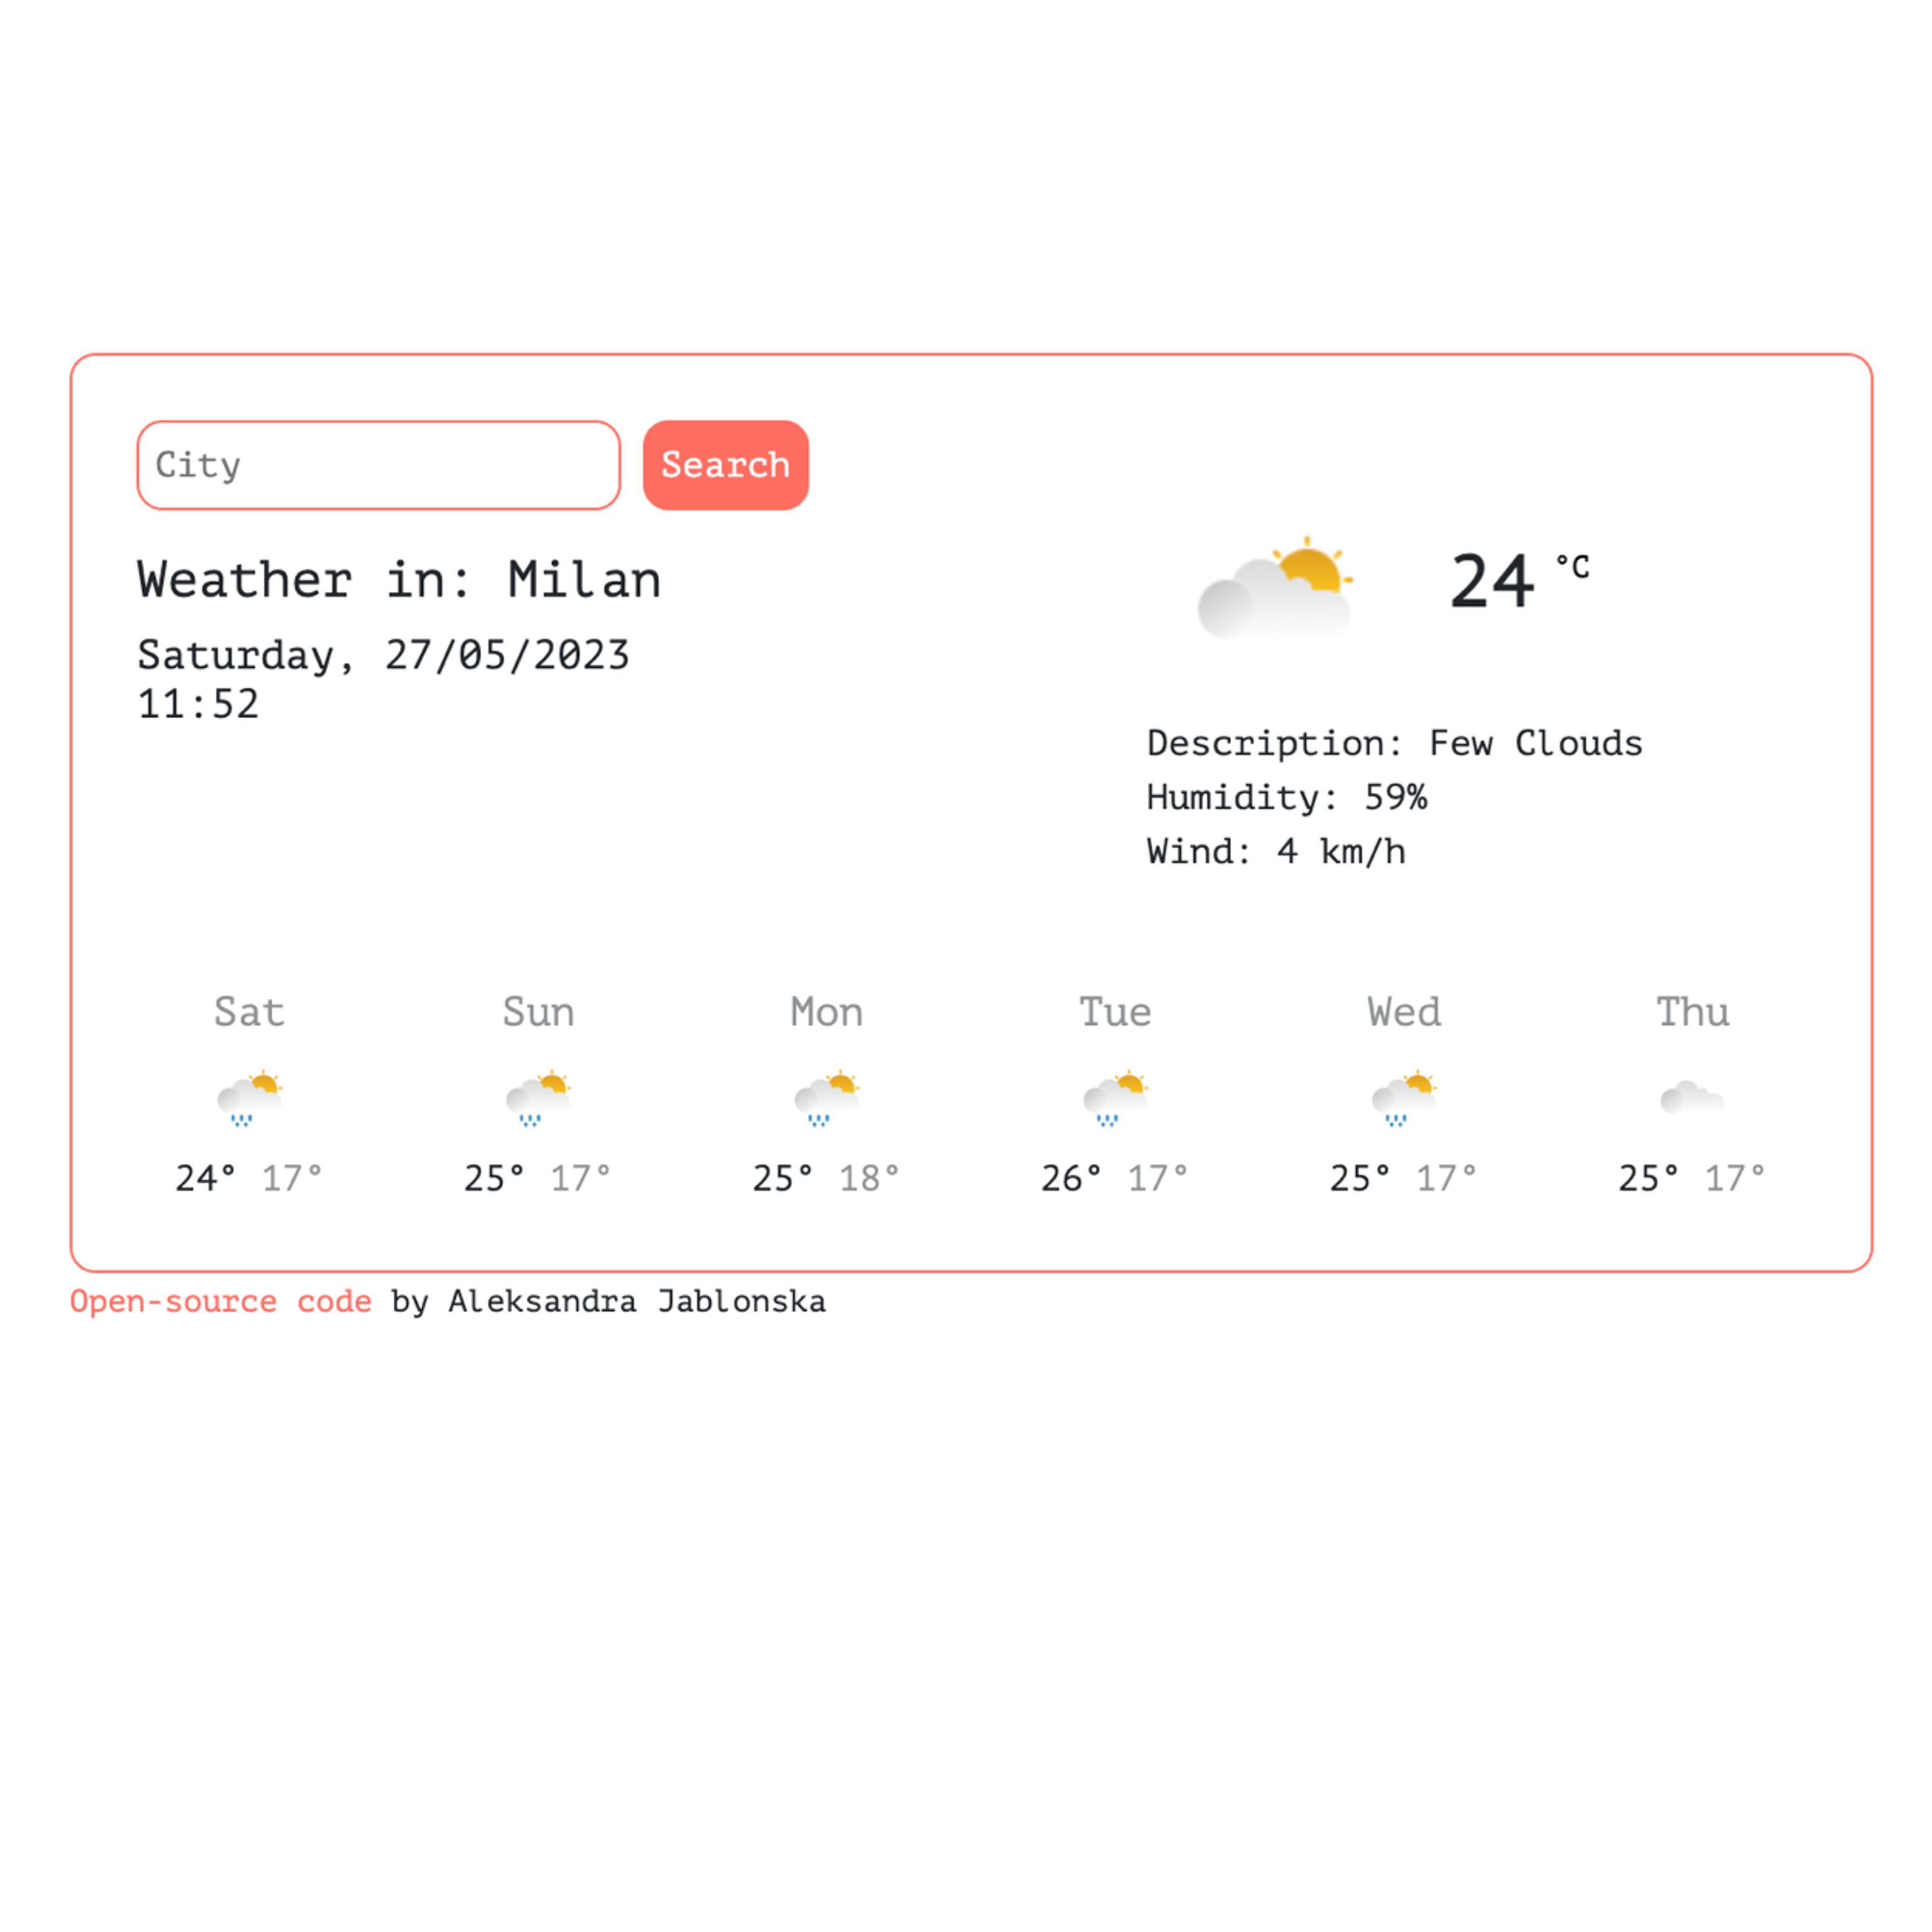 City
Search
Weather in: Milan
Saturday, 27/05/2023
11:52
24 °C
Description: Few Clouds
Humidity: 59%
Wind: 4 km/h
Sat Sun Mon Tue Wed Thu
24° 17° 25° 17° 25° 18° 26° 17° 25° 17° 25° 17°
Open-source code by Aleksandra Jablonska